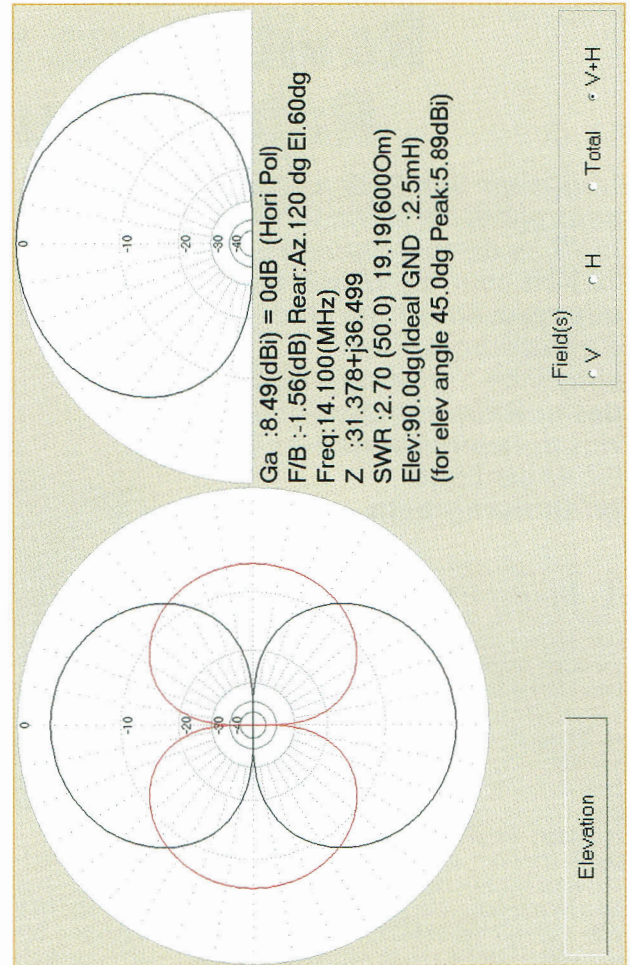 0
-10
-20
-30
-40
0
-10
-20
-30
-40
Ga :8.49(dBi) = 0dB (Hori Pol)
F/B :-1.56(dB) Rear:Az.120 dg El.60dg
Freq:14.100(MHz)
Z :31.378+j36.499
SWR :2.70 (50.0) 19.19(600Om)
Elev:90.0dg(Ideal GND :2.5mH)
(for elev angle 45.0dg Peak:5.89dBi)
Elevation
Field(s)
V H Total V+H